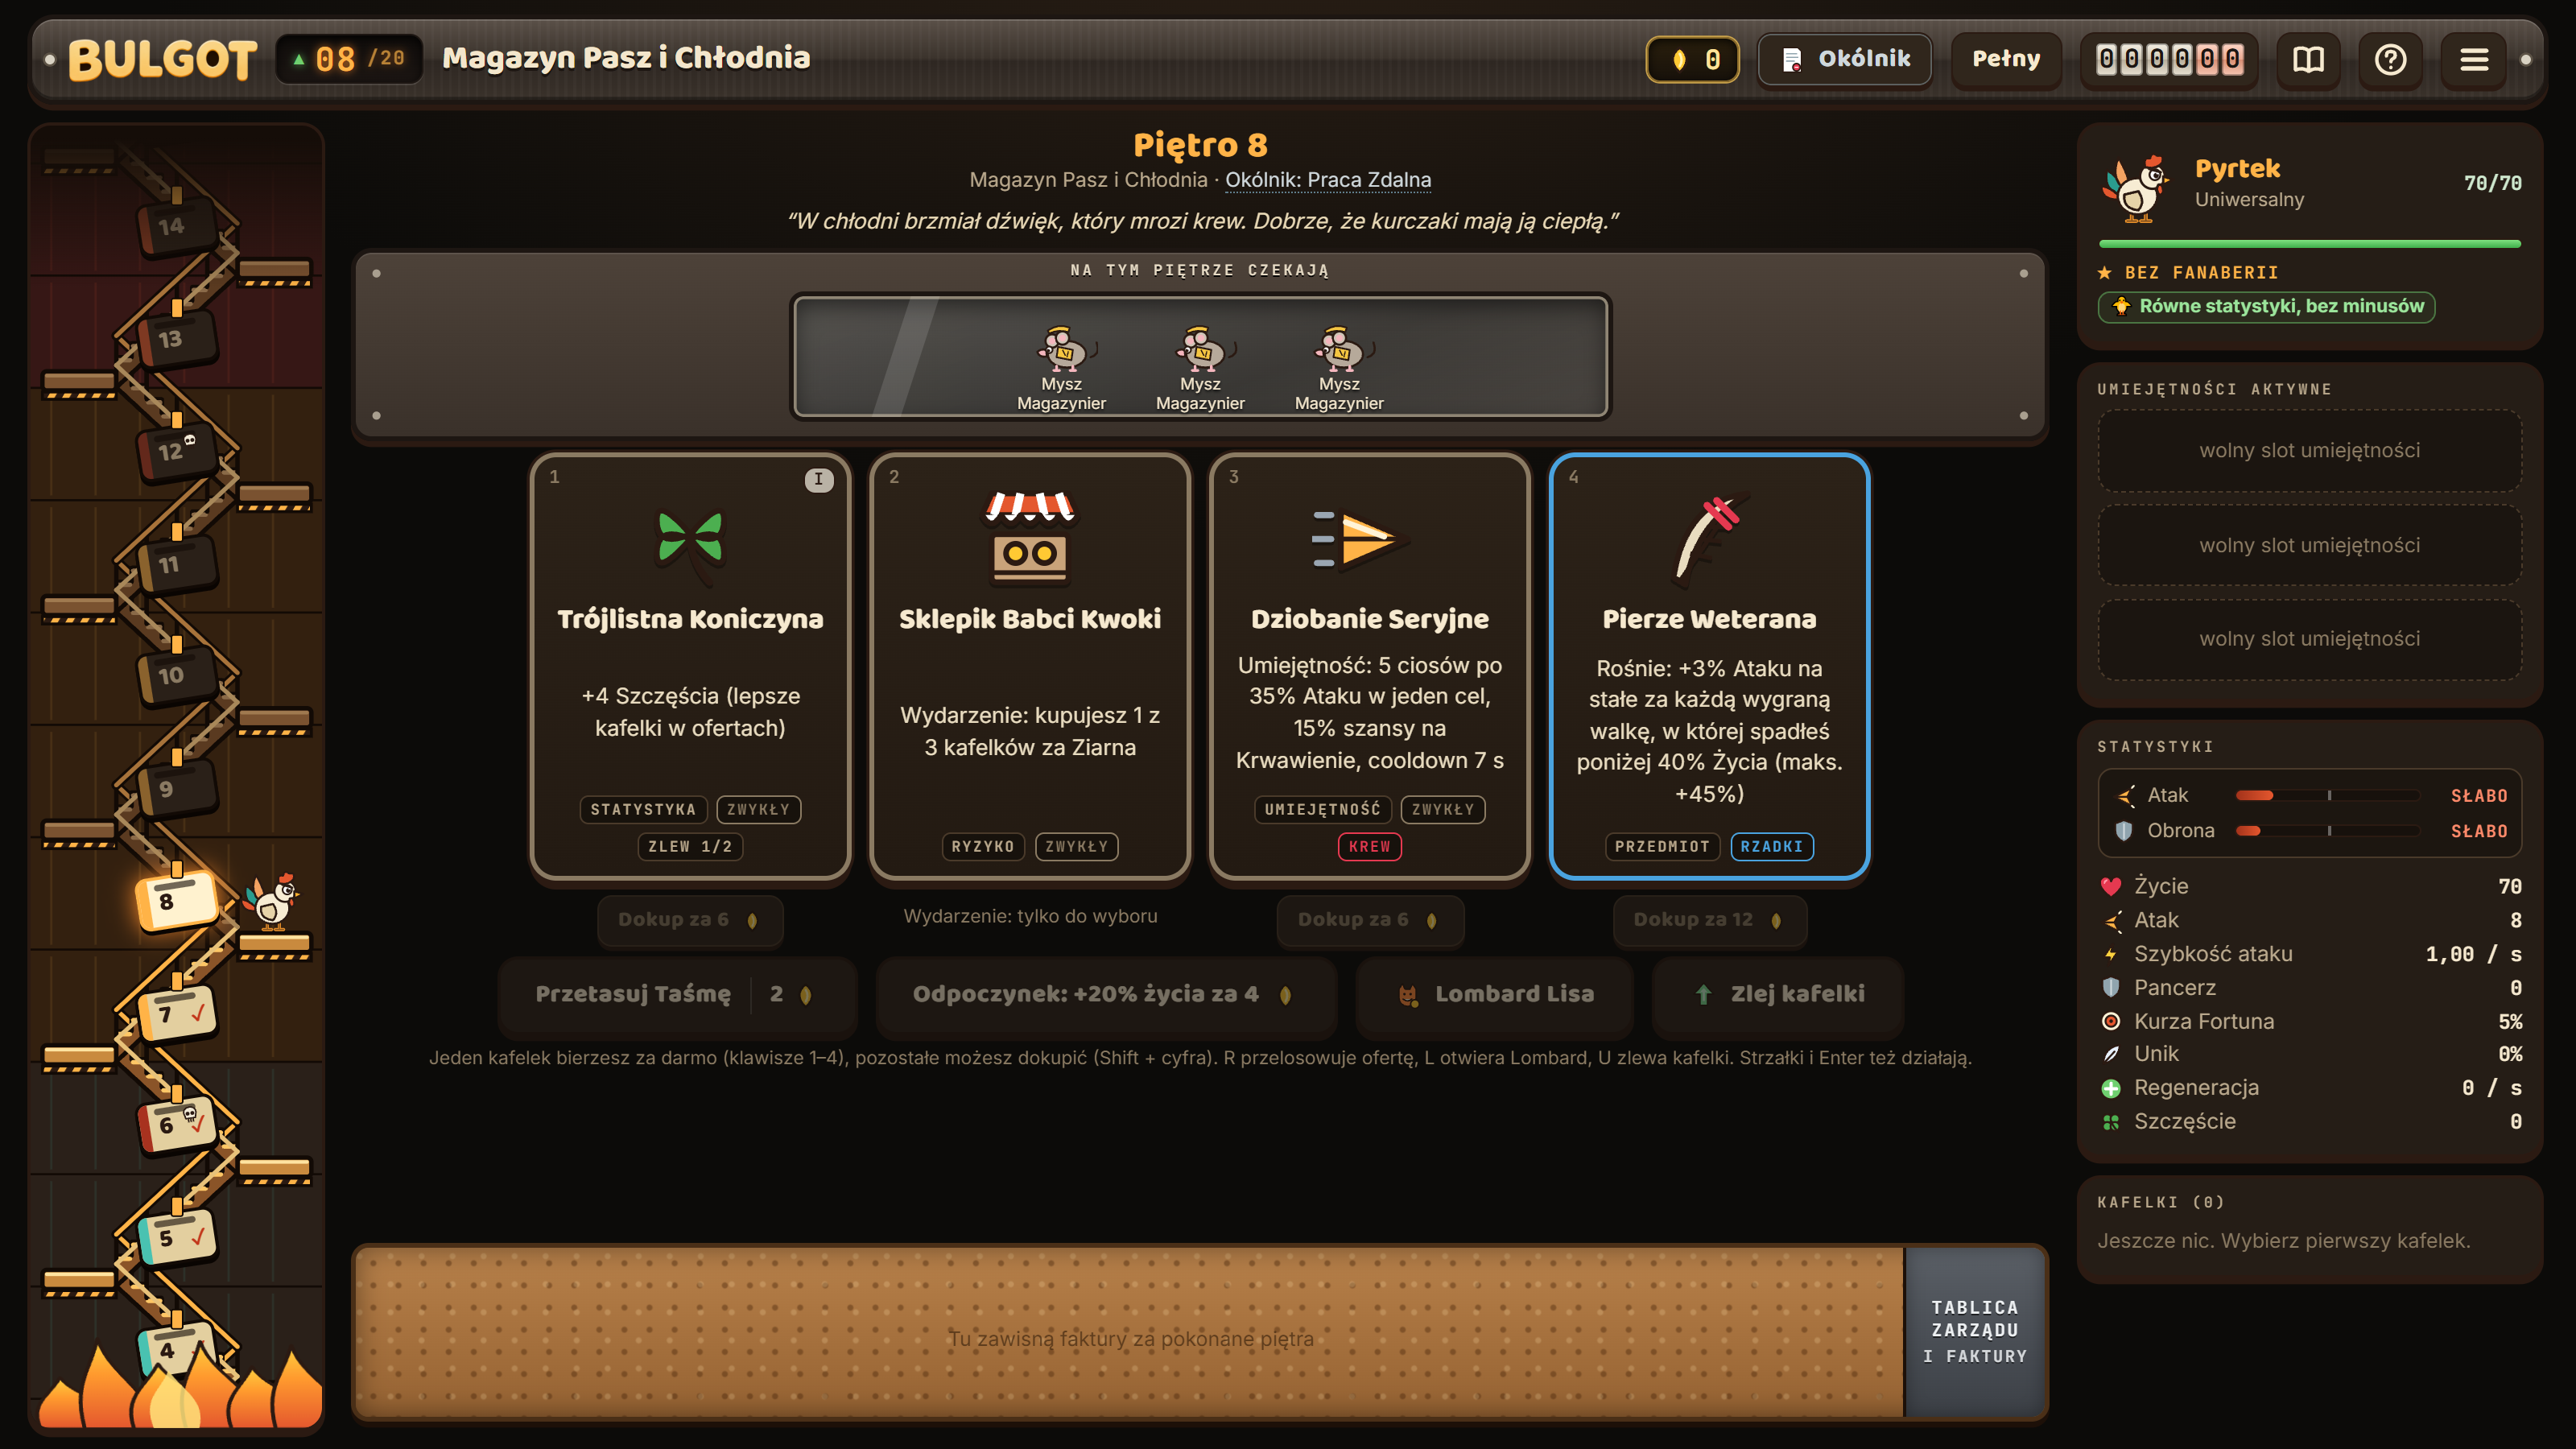 BULGOT
08 /20
Magazyn Pasz i Chłodnia
0
Okólnik
Pełny
000000
14
13
12
11
10
9
8
7
6
5
4
Piętro 8
Magazyn Pasz i Chłodnia · Okólnik: Praca Zdalna
“W chłodni brzmiał dźwięk, który mrozi krew. Dobrze, że kurczaki mają ją ciepłą.”
NA TYM PIĘTRZE CZEKAJĄ
Mysz Magazynier
Mysz Magazynier
Mysz Magazynier
1
I
Trójlistna Koniczyna
+4 Szczęścia (lepsze
kafelki w ofertach)
STATYSTYKA ZWYKŁY
ZLEW 1/2
Dokup za 6
2
Sklepik Babci Kwoki
Wydarzenie: kupujesz 1 z
3 kafelków za Ziarna
RYZYKO ZWYKŁY
Wydarzenie: tylko do wyboru
3
Dziobanie Seryjne
Umiejętność: 5 ciosów po
35% Ataku w jeden cel,
15% szansy na
Krwawienie, cooldown 7 s
UMIEJĘTNOŚĆ ZWYKŁY
KREW
Dokup za 6
4
Pierze Weterana
Rośnie: +3% Ataku na
stałe za każdą wygraną
walkę, w której spadłeś
poniżej 40% Życia (maks.
+45%)
PRZEDMIOT RZADKI
Dokup za 12
Przetasuj Taśmę 2
Odpoczynek: +20% życia za 4
Lombard Lisa
Zlej kafelki
Jeden kafelek bierzesz za darmo (klawisze 1–4), pozostałe możesz dokupić (Shift + cyfra). R przelosowuje ofertę, L otwiera Lombard, U zlewa kafelki. Strzałki i Enter też działają.
Tu zawisną faktury za pokonane piętra
TABLICA
ZARZĄDU
I FAKTURY
Pyrtek
Uniwersalny
70/70
★ BEZ FANABERII
Równe statystyki, bez minusów
UMIEJĘTNOŚCI AKTYWNE
wolny slot umiejętności
wolny slot umiejętności
wolny slot umiejętności
STATYSTYKI
Atak SŁABO
Obrona SŁABO
Życie 70
Atak 8
Szybkość ataku 1,00 / s
Pancerz 0
Kurza Fortuna 5%
Unik 0%
Regeneracja 0 / s
Szczęście 0
KAFELKI (0)
Jeszcze nic. Wybierz pierwszy kafelek.